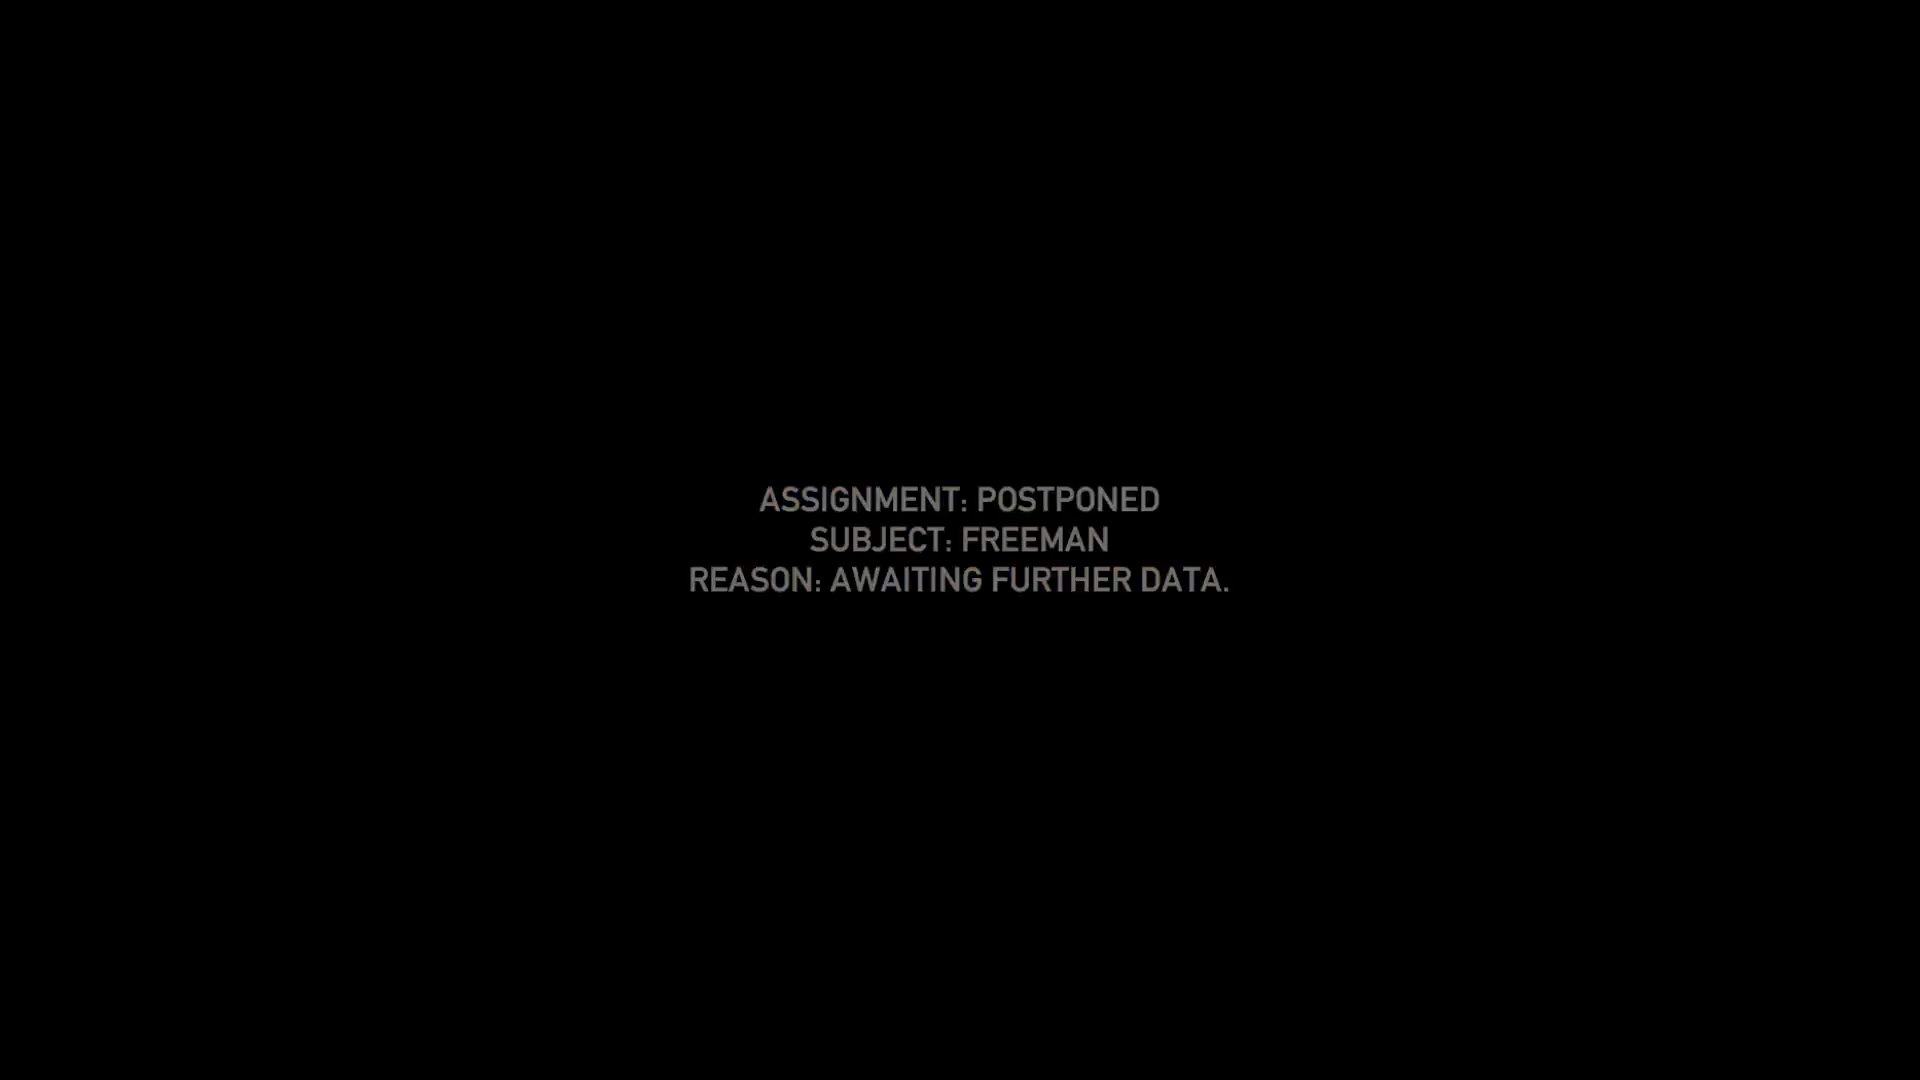 ASSIGNMENT: POSTPONED
SUBJECT: FREEMAN
REASON: AWAITING FURTHER DATA.